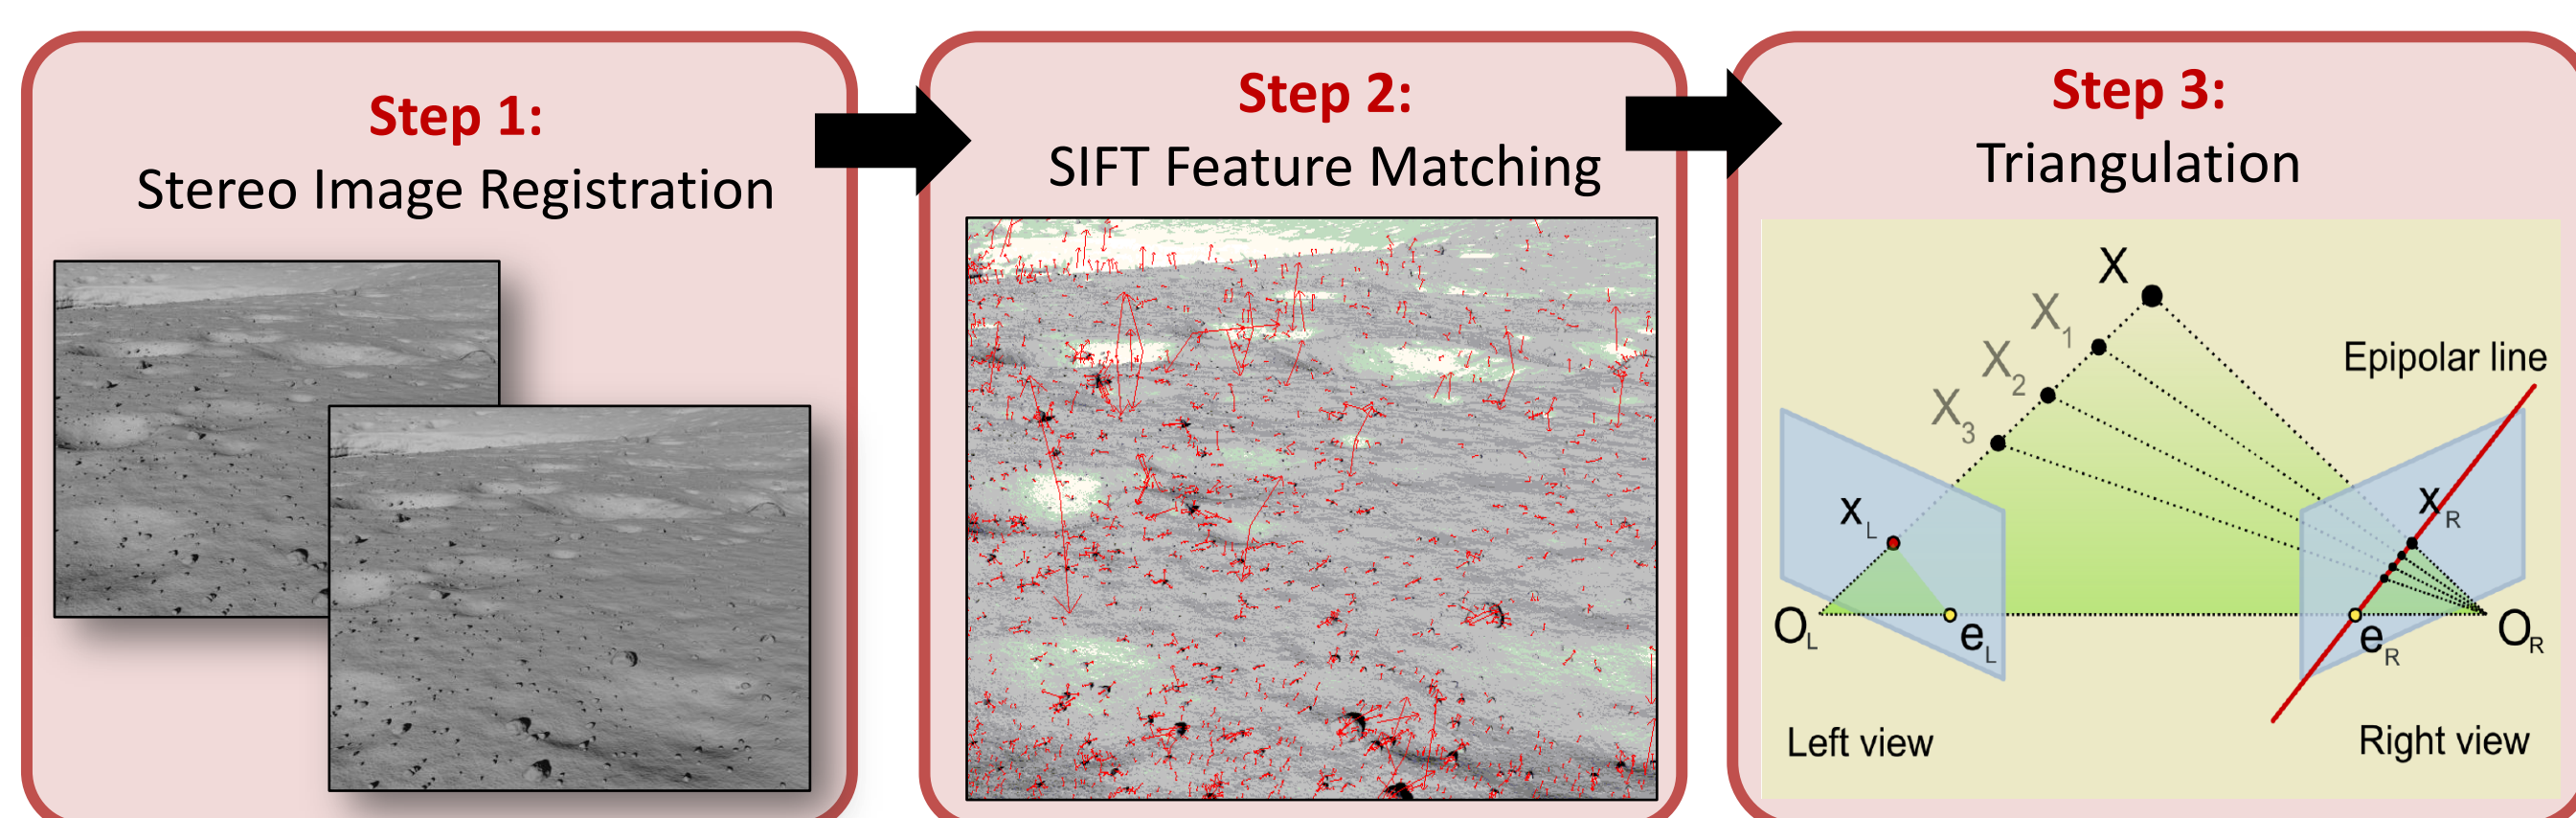 Step 1:
Stereo Image Registration
Step 2:
SIFT Feature Matching
Step 3:
Triangulation
X
X1
X2
X3
Epipolar line
xL
xR
OL
eL
eR
OR
Left view
Right view